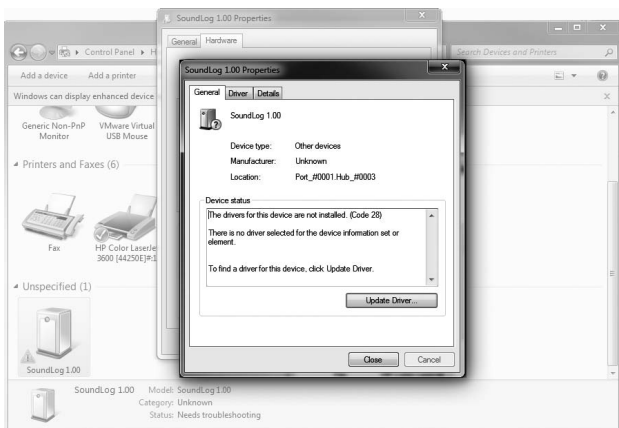 SoundLog 1.00 Properties
General Hardware
Control Panel
Search Devices and Printers
Add a device Add a printer
Windows can display enhanced device
Generic Non-PnP
Monitor
VMware Virtual
USB Mouse
Printers and Faxes (6)
Fax
HP Color LaserJe
3600 [44250E]#:1
Unspecified (1)
SoundLog 1.00
SoundLog 1.00 Properties
General Driver Details
SoundLog 1.00
Device type: Other devices
Manufacturer: Unknown
Location: Port_#0001.Hub_#0003
Device status
The drivers for this device are not installed. (Code 28)
There is no driver selected for the device information set or
element.
To find a driver for this device, click Update Driver.
Update Driver...
Close Cancel
SoundLog 1.00 Model: SoundLog 1.00
Category: Unknown
Status: Needs troubleshooting